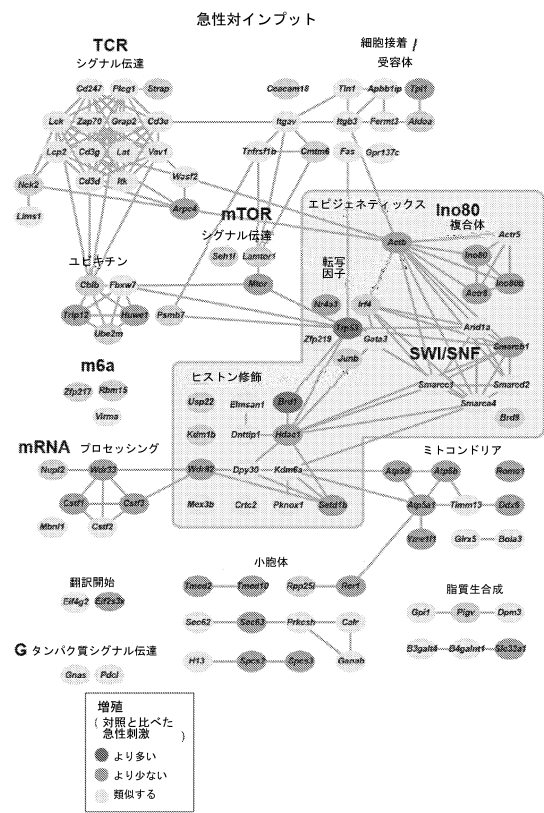 急性対インプット
TCR
シグナル伝達
細胞接着 /
受容体
Cd247 Plcg1 Strap
Ceacam18 Tln1 Apbb1ip Tpi1
Lck Zap70 Grap2 Cd3e
Itgav Itgb3 Fermt3 Aldoa
Lcp2 Cd3g Lat Vav1
Tnfrsf1b Cmtm6 Fas Gpr137c
Nck2 Cd3d Itk Wasf2
Lims1 Arpc4
mTOR
シグナル伝達
Seh1l Lamtor1
Mtor
エピジェネティックス
Ino80
複合体
Actb Actr5
Ino80
Actr8 Ino80b
ユビキチン
Cblb Fbxw7
Trip12 Huwe1 Psmb7
Ube2m
転写
因子
Nr4a3 Irf4
Zfp219 Trp53 Gata3
Junb
Arid1a
SWI/SNF
Smarcb1
Smarcc1 Smarcd2
Smarca4
Brd9
m6a
Zfp217 Rbm15
Virma
ヒストン修飾
Usp22 Elmsan1 Brd1
Kdm1b Dnttip1 Hdac1
Wdr82 Dpy30 Kdm6a
Mex3b Crtc2 Pknox1 Setd1b
mRNA プロセッシング
Nupl2 Wdr33
Cstf1 Cstf3
Mbnl1 Cstf2
ミトコンドリア
Atp5d Atp5b Romo1
Atp5a1 Timm13 Ddx6
Yme1l1 Glrx5 Bola3
翻訳開始
Eif4g2 Eif2s3x
小胞体
Tmed2 Tmed10 Rpp25l Rer1
Sec62 Sec63 Prkcsh Calr
H13 Spcs2 Spcs3 Ganab
脂質生合成
Gpi1 Pigv Dpm3
B3galt6 B4galnt1 Slc33a1
G タンパク質シグナル伝達
Gnas Pdcl
増殖
( 対照と比べた
急性刺激 )
より多い
より少ない
類似する